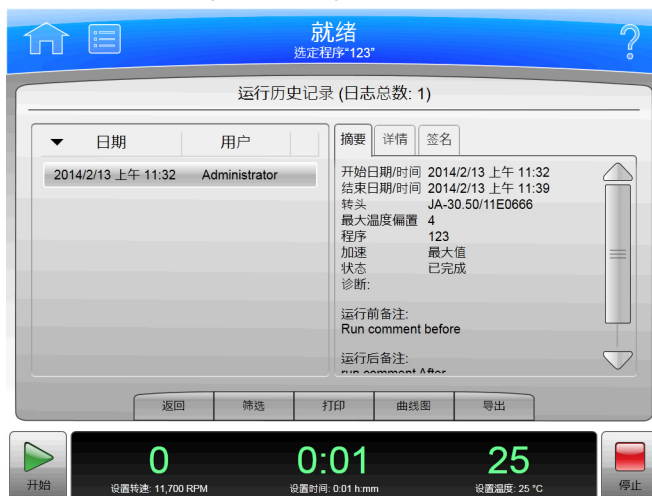 就绪
选定程序“123”
?
运行历史记录 (日志总数: 1)
日期 用户
2014/2/13 上午 11:32 Administrator
摘要 详情 签名
开始日期/时间 2014/2/13 上午 11:32
结束日期/时间 2014/2/13 上午 11:39
转头 JA-30.50/11E0666
最大温度偏置 4
程序 123
加速 最大值
状态 已完成
诊断:
运行前备注:
Run comment before
运行后备注:
run comment After
返回 筛选 打印 曲线图 导出
开始
0 0:01 25
设置转速: 11,700 RPM 设置时间: 0:01 h:mm 设置温度: 25 °C
停止